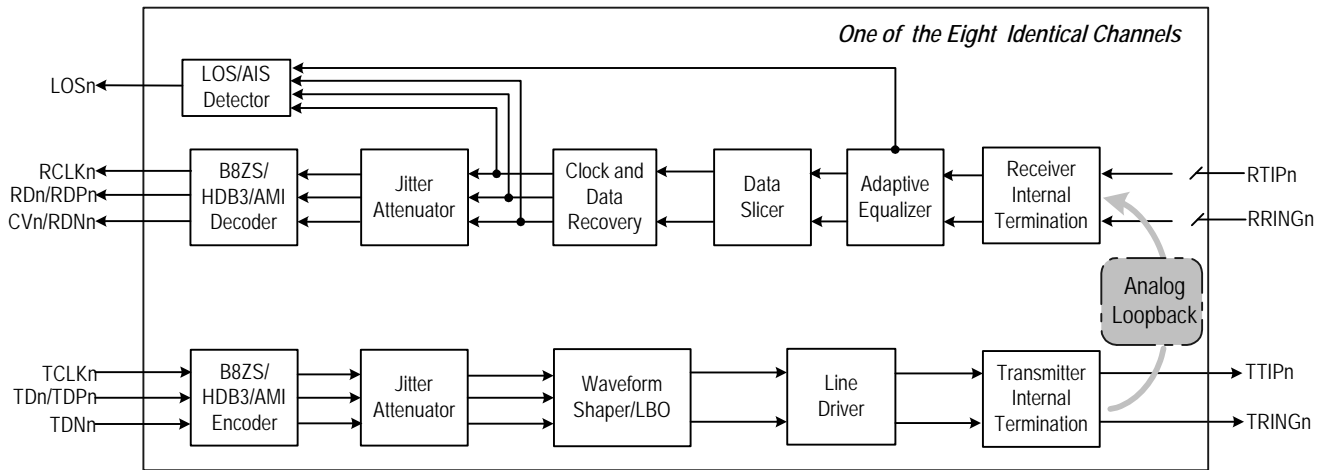 One of the Eight Identical Channels
LOSn
LOS/AIS
Detector
RCLKn
RDn/RDPn
CVn/RDNn
B8ZS/
HDB3/AMI
Decoder
Jitter
Attenuator
Clock and
Data
Recovery
Data
Slicer
Adaptive
Equalizer
Receiver
Internal
Termination
RTIPn
RRINGn
Analog
Loopback
TCLKn
TDn/TDPn
TDNn
B8ZS/
HDB3/AMI
Encoder
Jitter
Attenuator
Waveform
Shaper/LBO
Line
Driver
Transmitter
Internal
Termination
TTIPn
TRINGn